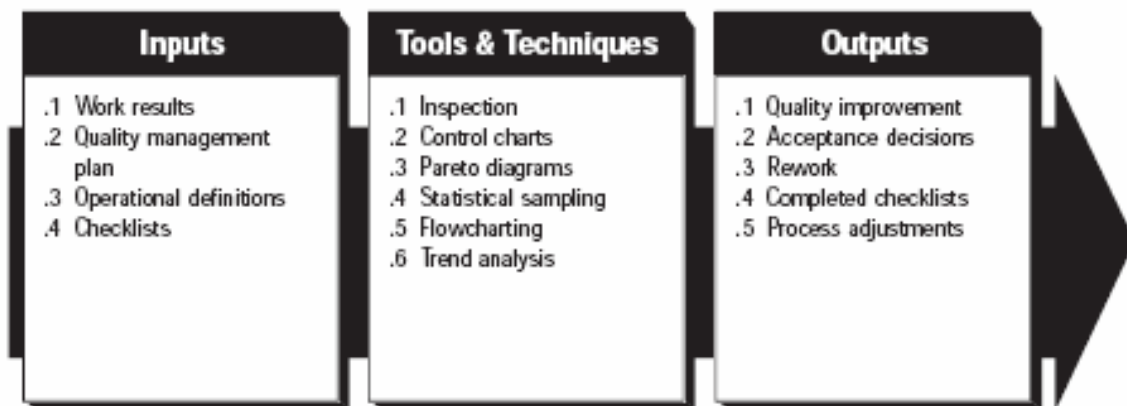 Inputs
.1 Work results
.2 Quality management
plan
.3 Operational definitions
.4 Checklists
Tools & Techniques
.1 Inspection
.2 Control charts
.3 Pareto diagrams
.4 Statistical sampling
.5 Flowcharting
.6 Trend analysis
Outputs
.1 Quality improvement
.2 Acceptance decisions
.3 Rework
.4 Completed checklists
.5 Process adjustments